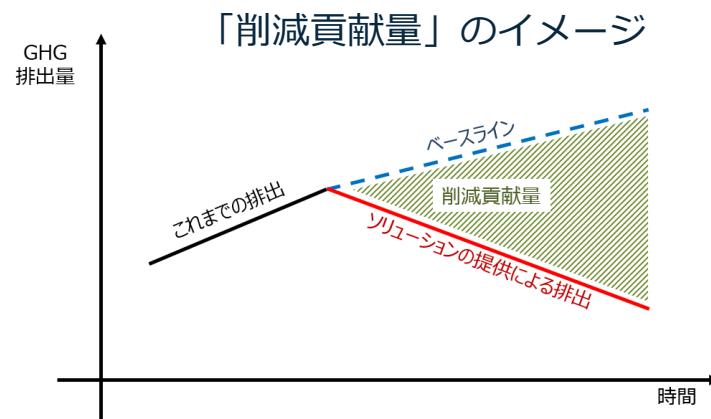 「削減貢献量」のイメージ
GHG
排出量
ベースライン
これまでの排出
削減貢献量
ソリューションの提供による排出
時間